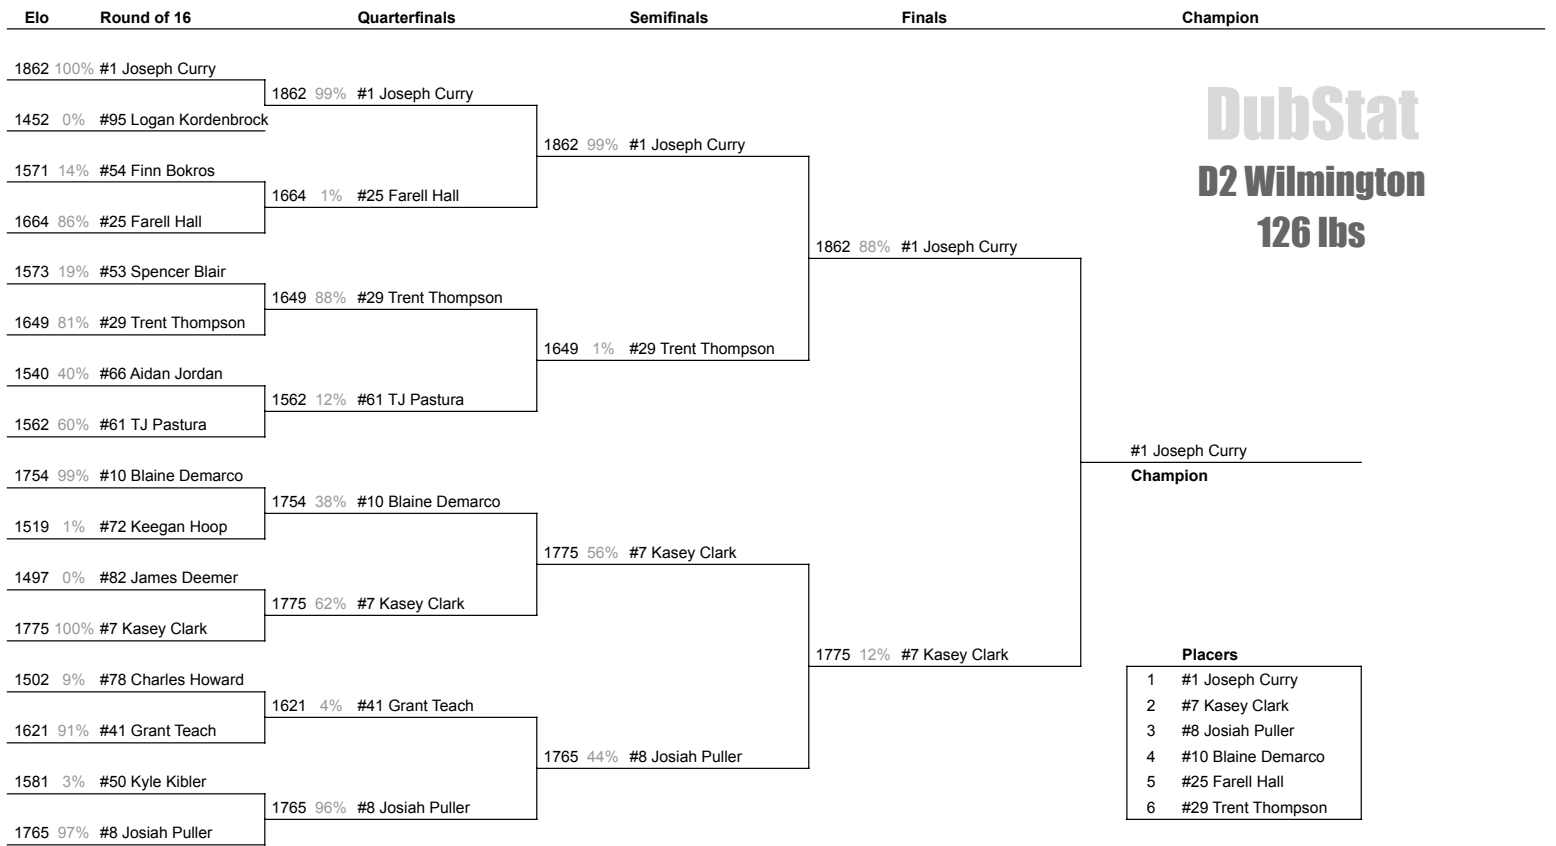 Elo Round of 16 Quarterfinals Semifinals Finals Champion
1862 100% #1 Joseph Curry
1862 99% #1 Joseph Curry
DubStat
1452 0% #95 Logan Kordenbrock
1862 99% #1 Joseph Curry
1571 14% #54 Finn Bokros
D2 Wilmington
1664 1% #25 Farell Hall
1664 86% #25 Farell Hall
126 lbs
1862 88% #1 Joseph Curry
1573 19% #53 Spencer Blair
1649 88% #29 Trent Thompson
1649 81% #29 Trent Thompson
1649 1% #29 Trent Thompson
1540 40% #66 Aidan Jordan
1562 12% #61 TJ Pastura
1562 60% #61 TJ Pastura
#1 Joseph Curry
1754 99% #10 Blaine Demarco
Champion
1754 38% #10 Blaine Demarco
1519 1% #72 Keegan Hoop
1775 56% #7 Kasey Clark
1497 0% #82 James Deemer
1775 62% #7 Kasey Clark
1775 100% #7 Kasey Clark
1775 12% #7 Kasey Clark
Placers
1502 9% #78 Charles Howard
1 #1 Joseph Curry
1621 4% #41 Grant Teach
2 #7 Kasey Clark
1621 91% #41 Grant Teach
3 #8 Josiah Puller
1765 44% #8 Josiah Puller
4 #10 Blaine Demarco
1581 3% #50 Kyle Kibler
5 #25 Farell Hall
1765 96% #8 Josiah Puller
6 #29 Trent Thompson
1765 97% #8 Josiah Puller